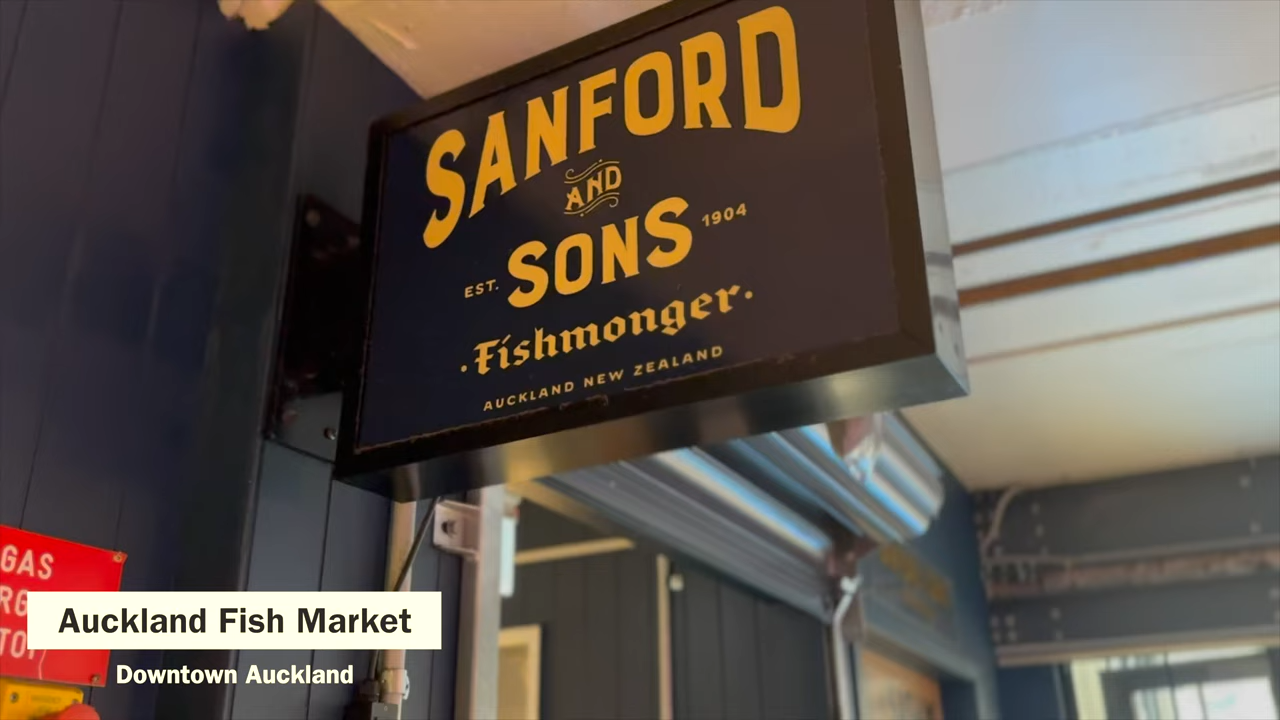 SANFORD
AND
SONS
EST. 1904
·Fishmonger·
AUCKLAND NEW ZEALAND
GAS
Auckland Fish Market
Downtown Auckland